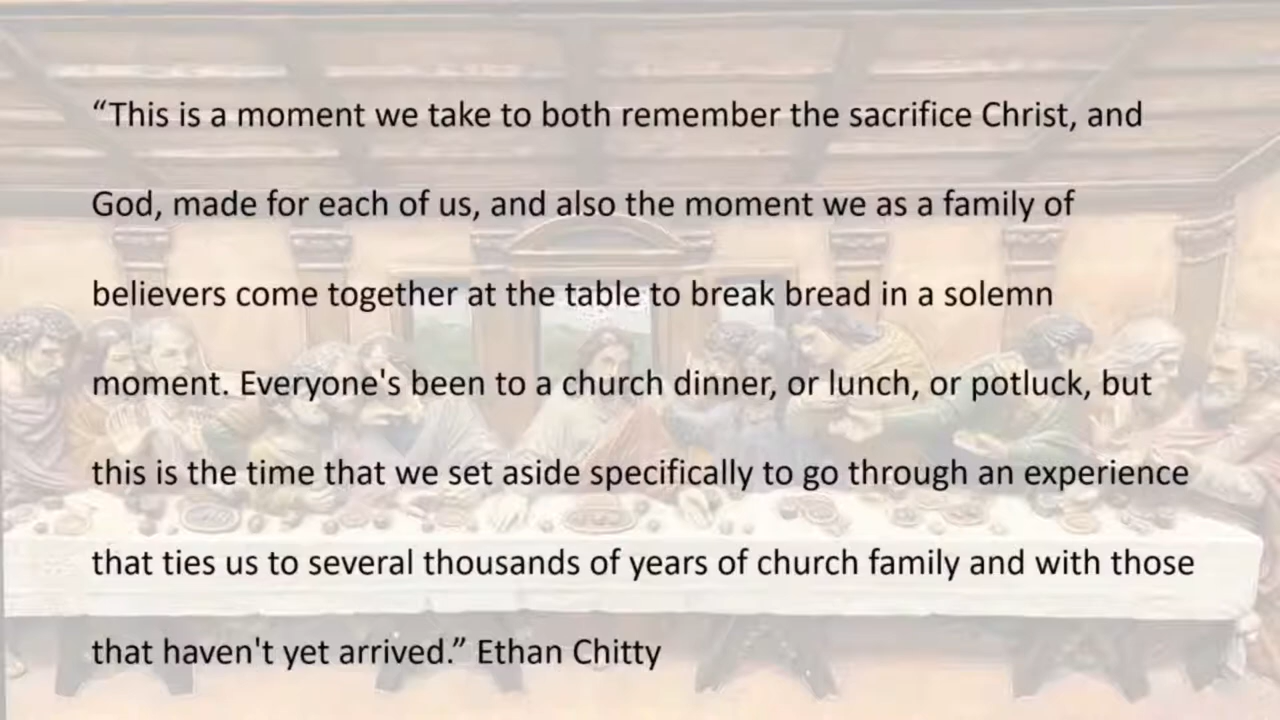 “This is a moment we take to both remember the sacrifice Christ, and
God, made for each of us, and also the moment we as a family of
believers come together at the table to break bread in a solemn
moment. Everyone's been to a church dinner, or lunch, or potluck, but
this is the time that we set aside specifically to go through an experience
that ties us to several thousands of years of church family and with those
that haven't yet arrived.” Ethan Chitty